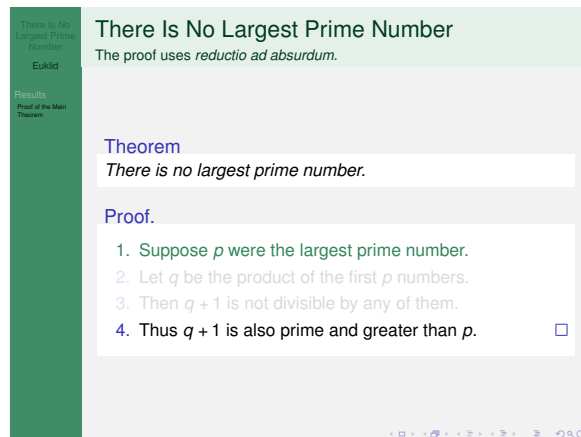 There Is No
Largest Prime
Number
Euklid
Results
Proof of the Main
Theorem
There Is No Largest Prime Number
The proof uses reductio ad absurdum.
Theorem
There is no largest prime number.
Proof.
1. Suppose p were the largest prime number.
2. Let q be the product of the first p numbers.
3. Then q + 1 is not divisible by any of them.
4. Thus q + 1 is also prime and greater than p.